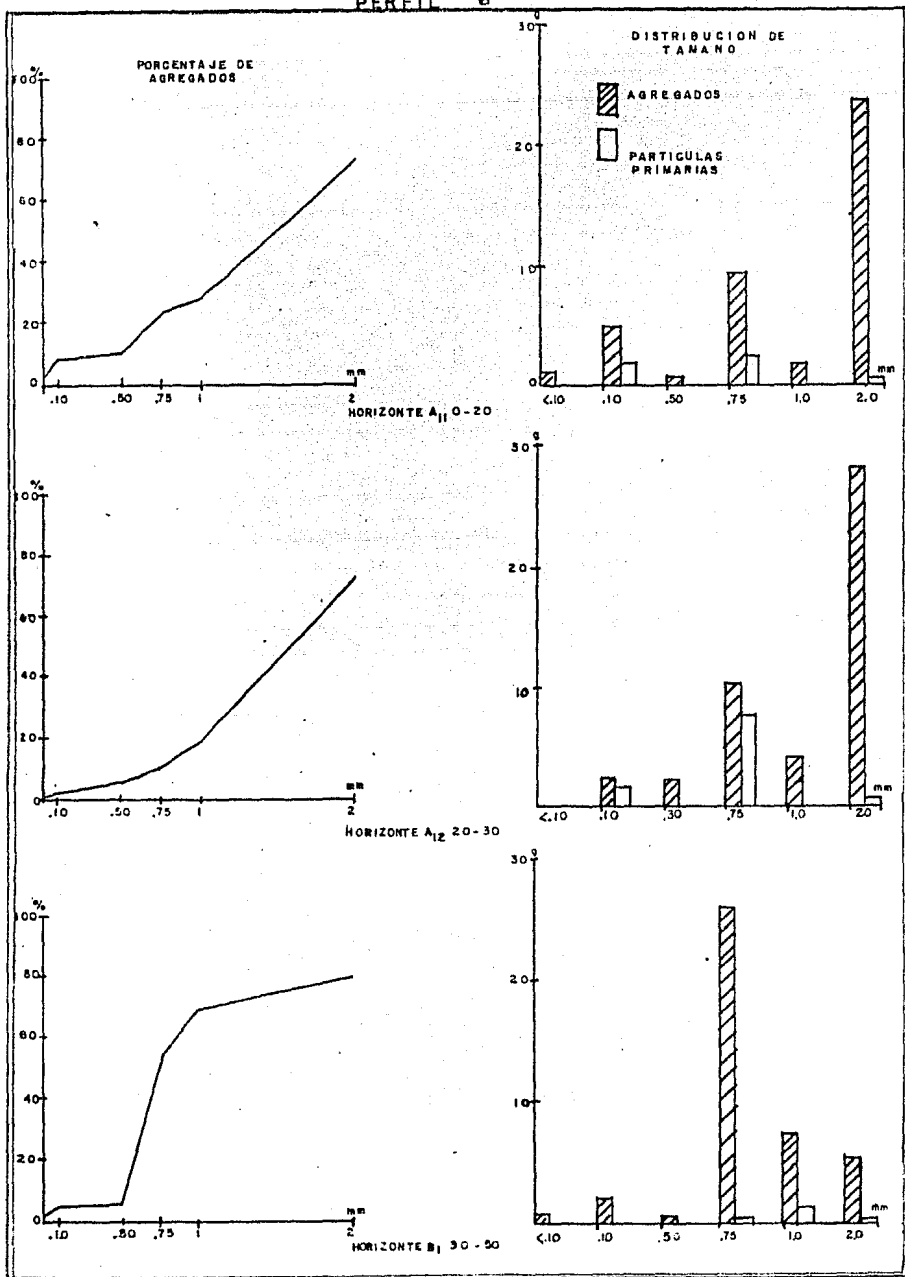 PERFIL
PORCENTAJE DE
AGREGADOS
%
100
80
60
40
20
0
.10 .50 .75 1 2
mm
DISTRIBUCION DE
TAMANO
AGREGADOS
PARTICULAS
PRIMARIAS
g
30
20
10
0
<.10 .10 .50 .75 1,0 2.0
mm
HORIZONTE A11 0-20
%
100
80
60
40
20
0
.10 .50 .75 1 2
mm
g
30
20
10
<.10 .10 .30 .75 1,0 20
mm
HORIZONTE A12 20-30
%
100
80
60
40
20
0
.10 .50 .75 1 2
mm
g
30
20
10
<.10 .10 .50 .75 1,0 2,0
mm
HORIZONTE B1 30-50